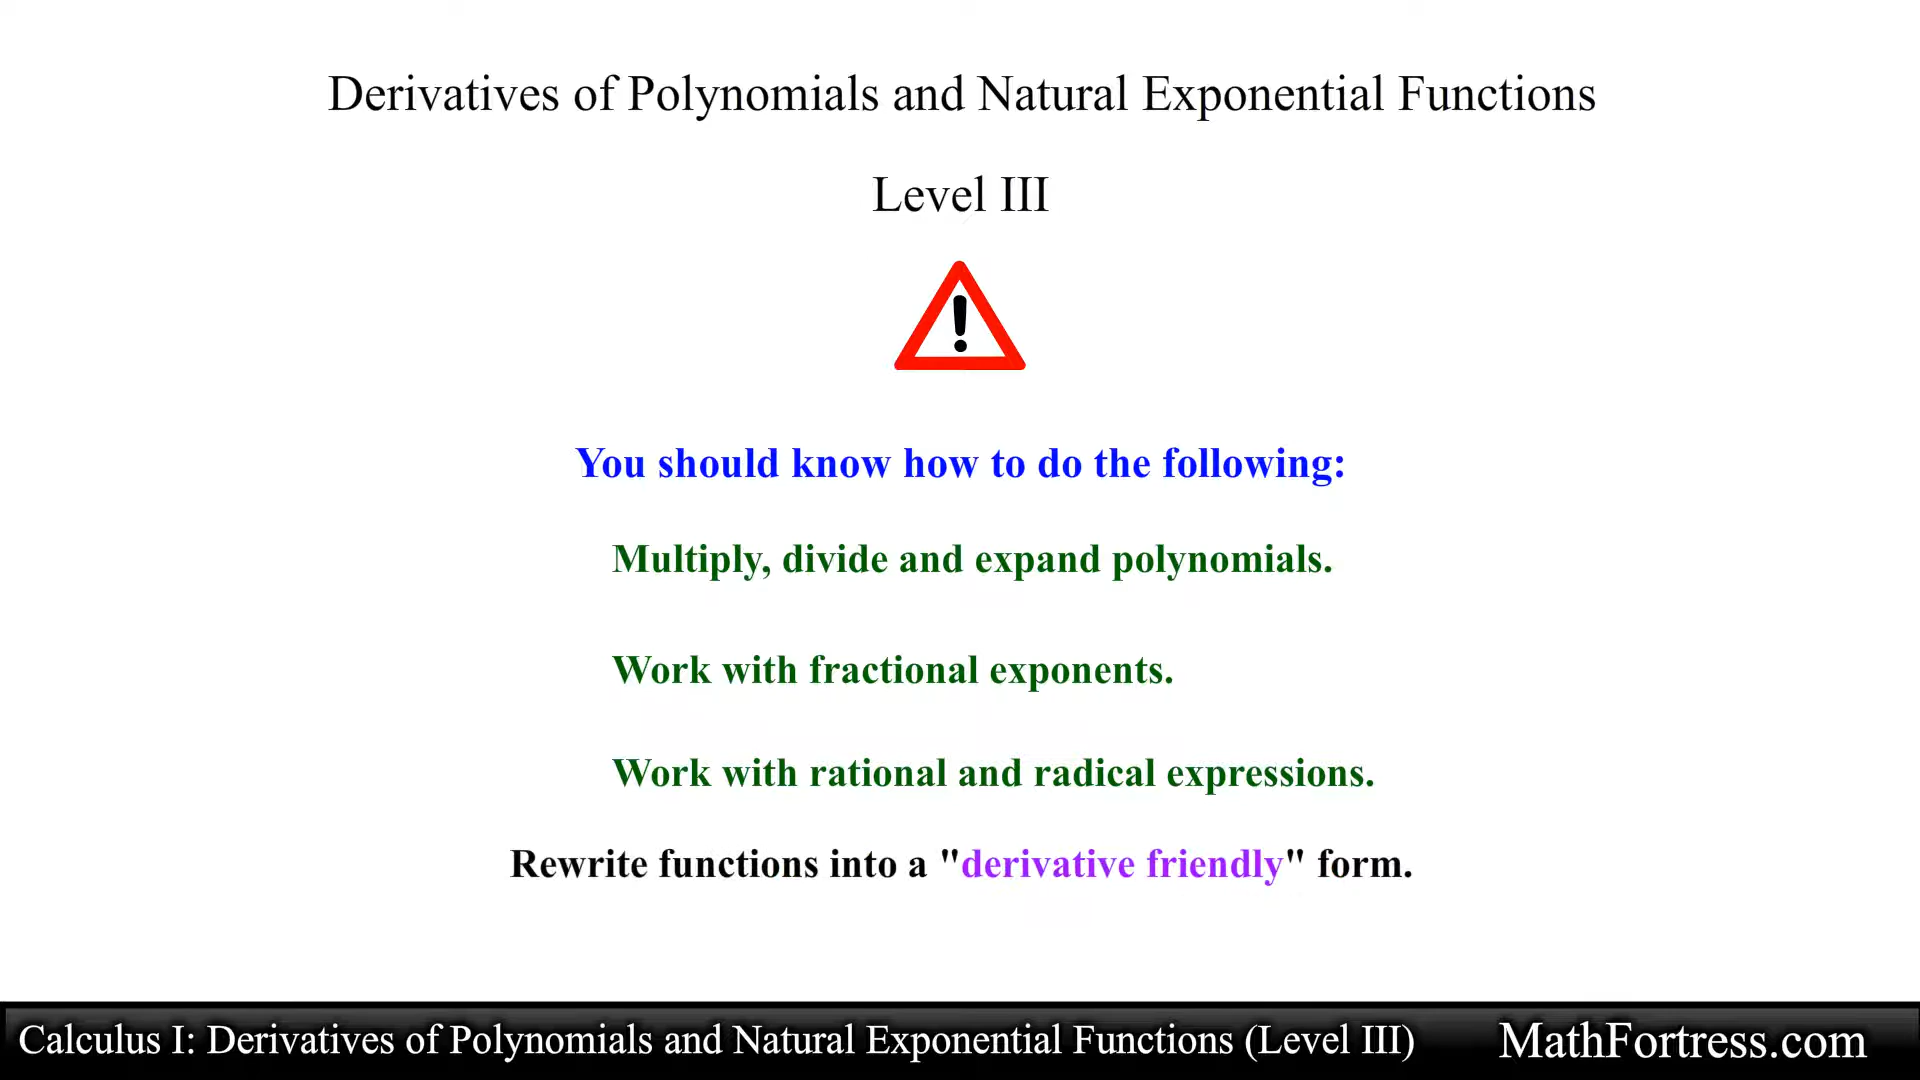 Derivatives of Polynomials and Natural Exponential Functions
Level III
You should know how to do the following:
Multiply, divide and expand polynomials.
Work with fractional exponents.
Work with rational and radical expressions.
Rewrite functions into a "derivative friendly" form.
Calculus I: Derivatives of Polynomials and Natural Exponential Functions (Level III)
MathFortress.com